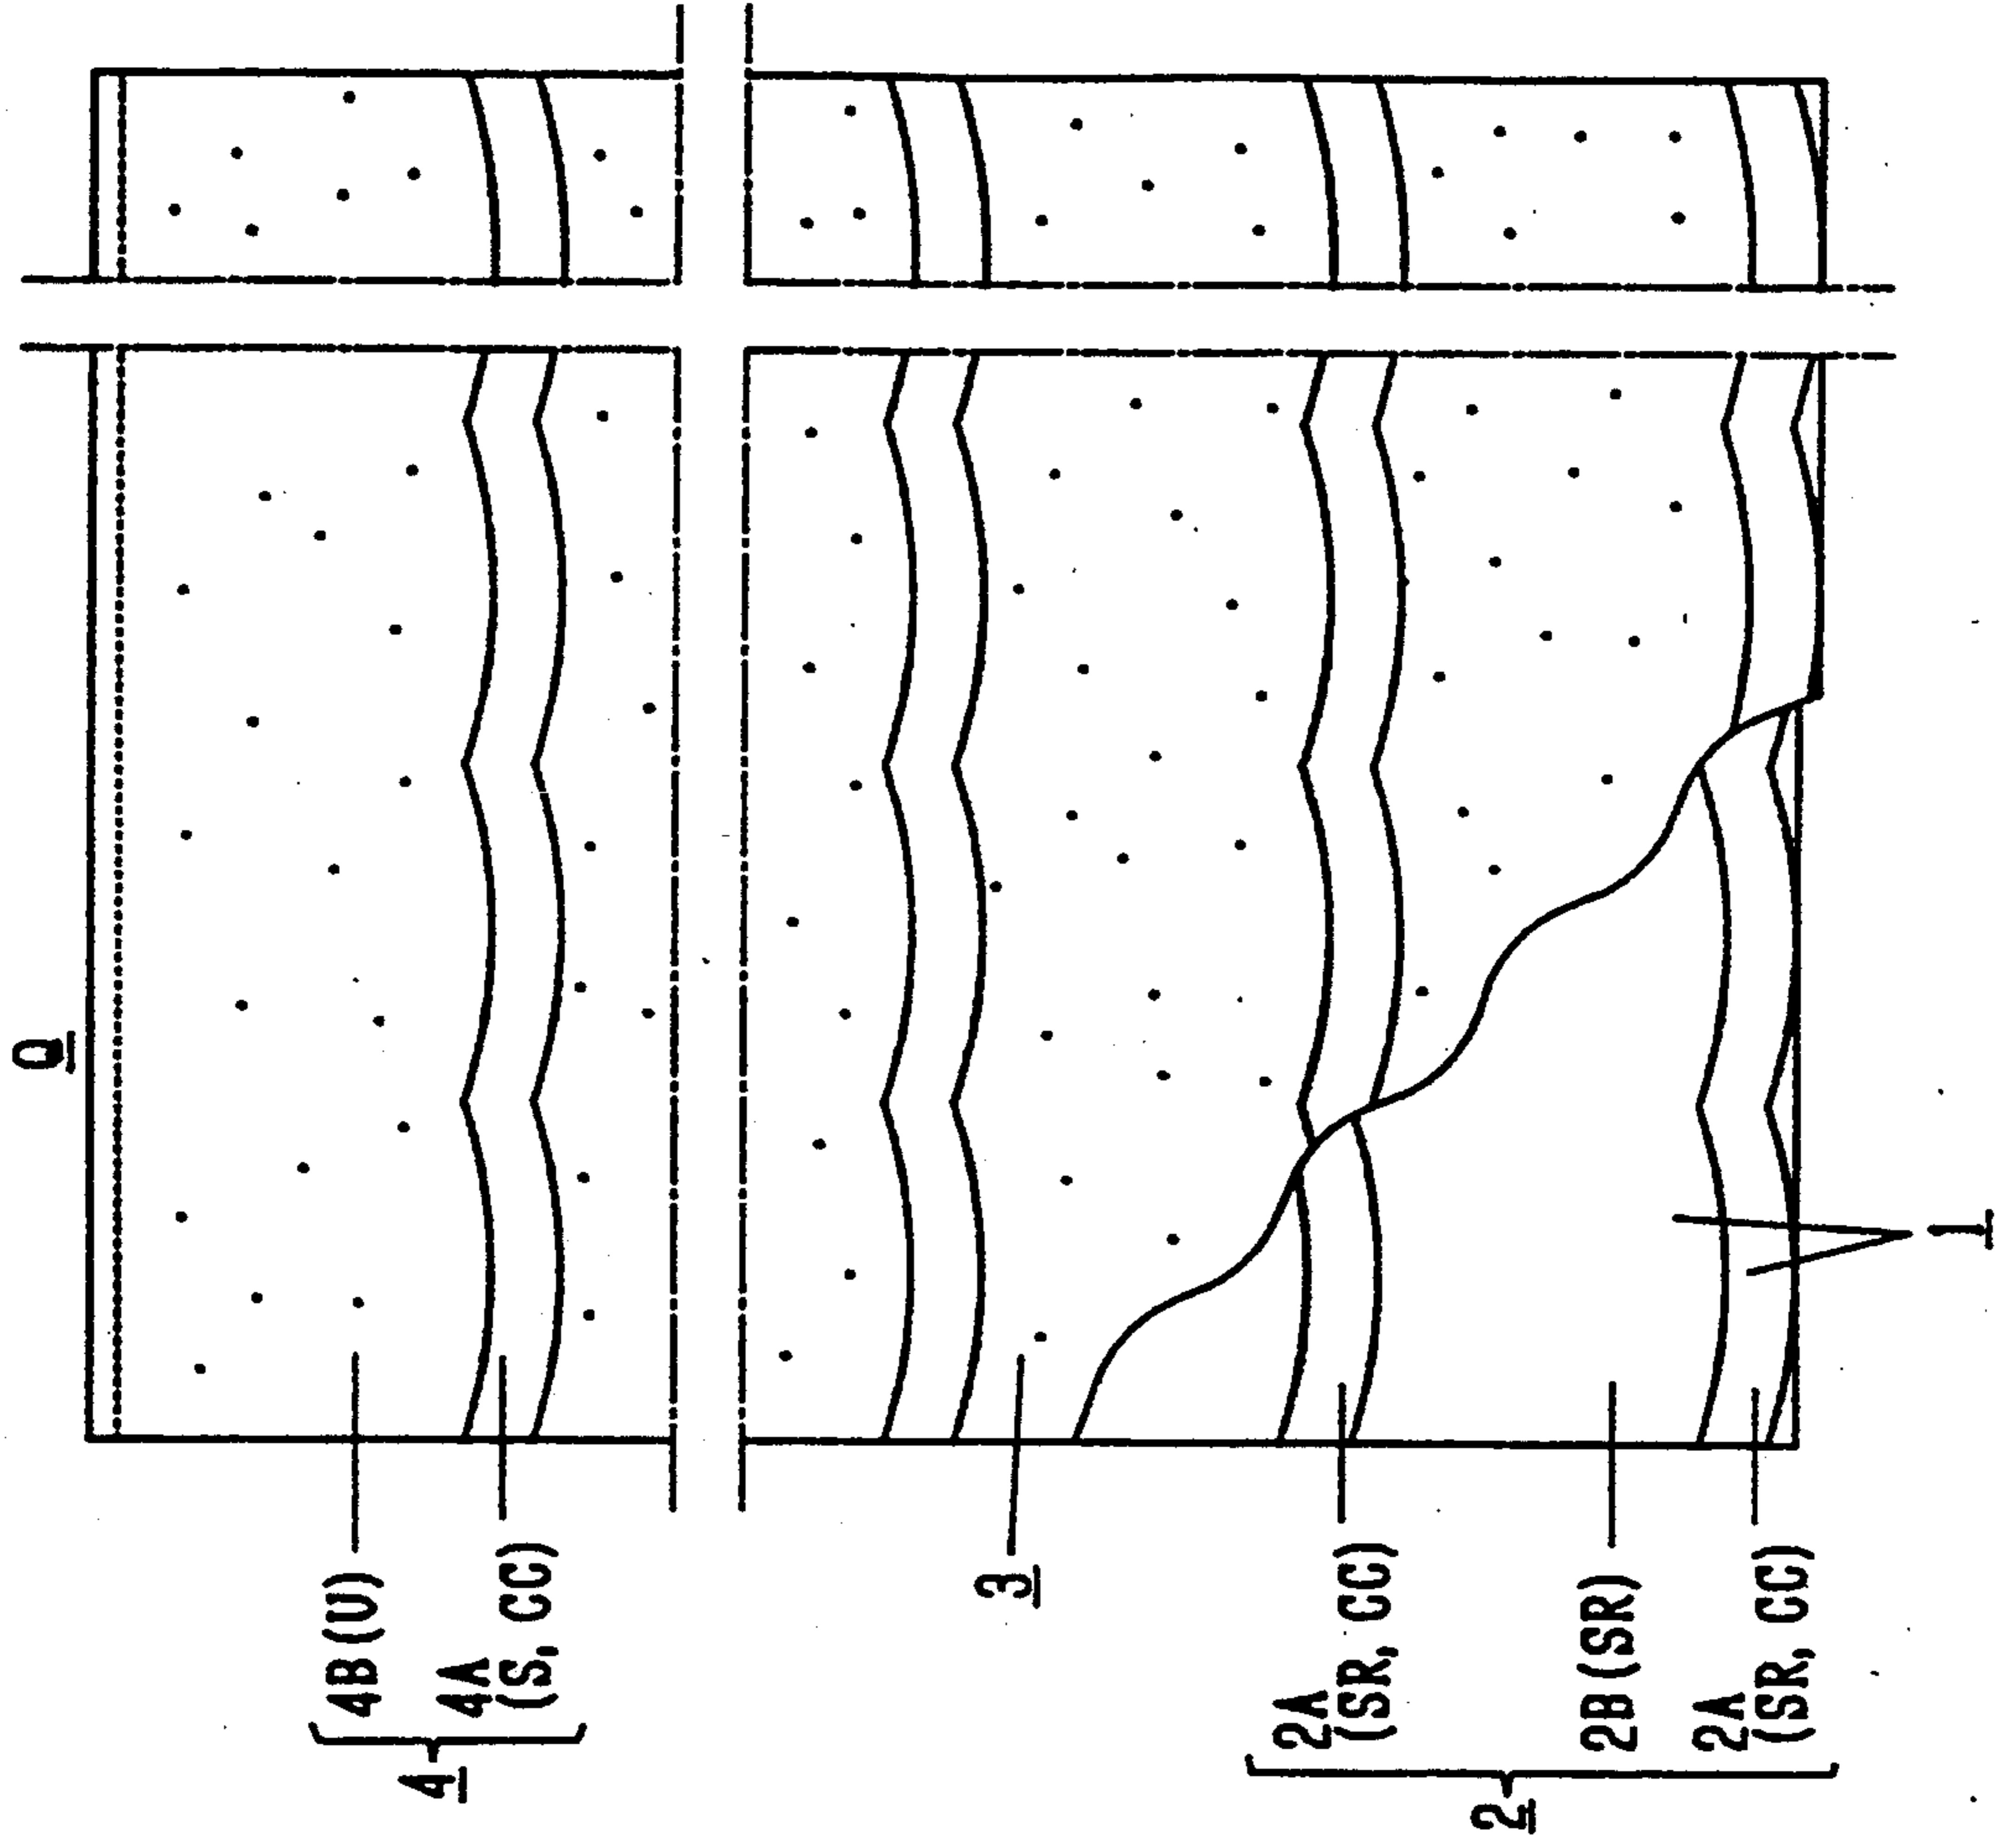 Q
4B (U)
4
4A
(S, CC)
3
2A
(SR, CC)
2
2B (SR)
2A
(SR, CC)
1